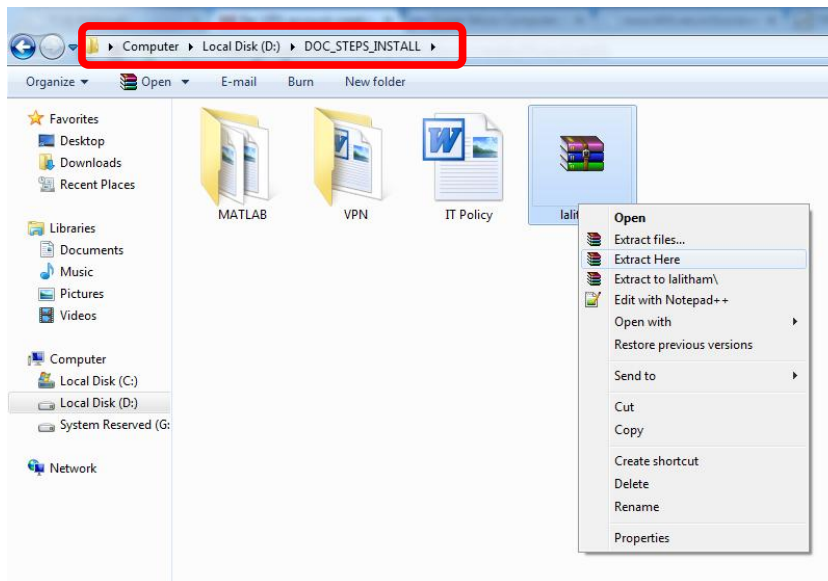 Computer ▸ Local Disk (D:) ▸ DOC_STEPS_INSTALL ▸
Organize Open E-mail Burn New folder
Favorites
Desktop
Downloads
Recent Places
Libraries
Documents
Music
Pictures
Videos
Computer
Local Disk (C:)
Local Disk (D:)
System Reserved (G:
Network
MATLAB
VPN
IT Policy
Open
Extract files...
Extract Here
Extract to lalitham\
Edit with Notepad++
Open with
Restore previous versions
Send to
Cut
Copy
Create shortcut
Delete
Rename
Properties